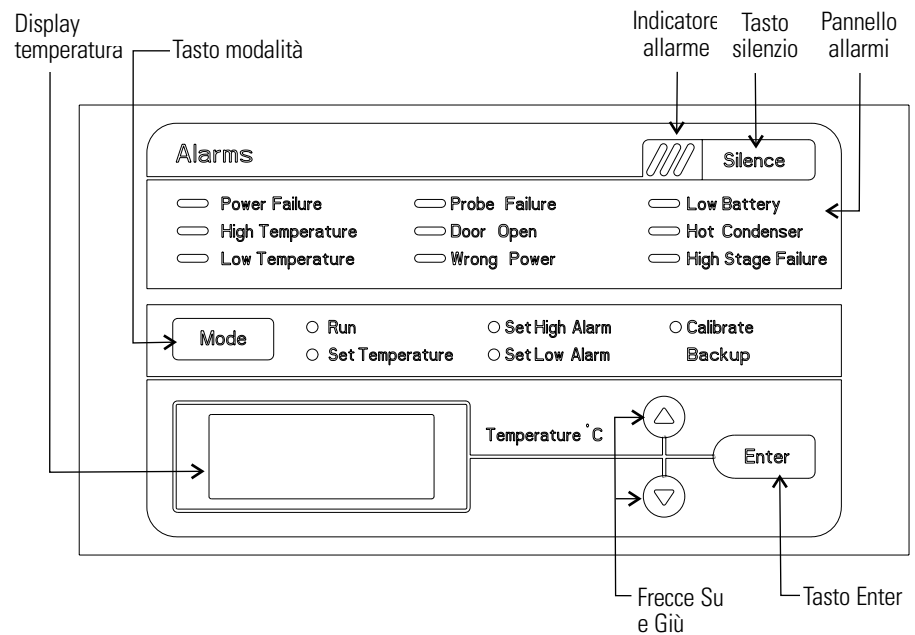 Display
temperatura
Tasto modalità
Indicatore
allarme
Tasto
silenzio
Pannello
allarmi
Alarms
Silence
Power Failure
Probe Failure
Low Battery
High Temperature
Door Open
Hot Condenser
Low Temperature
Wrong Power
High Stage Failure
Mode
Run
Set High Alarm
Calibrate
Set Temperature
Set Low Alarm
Backup
Temperature °C
Enter
Frecce Su
e Giù
Tasto Enter